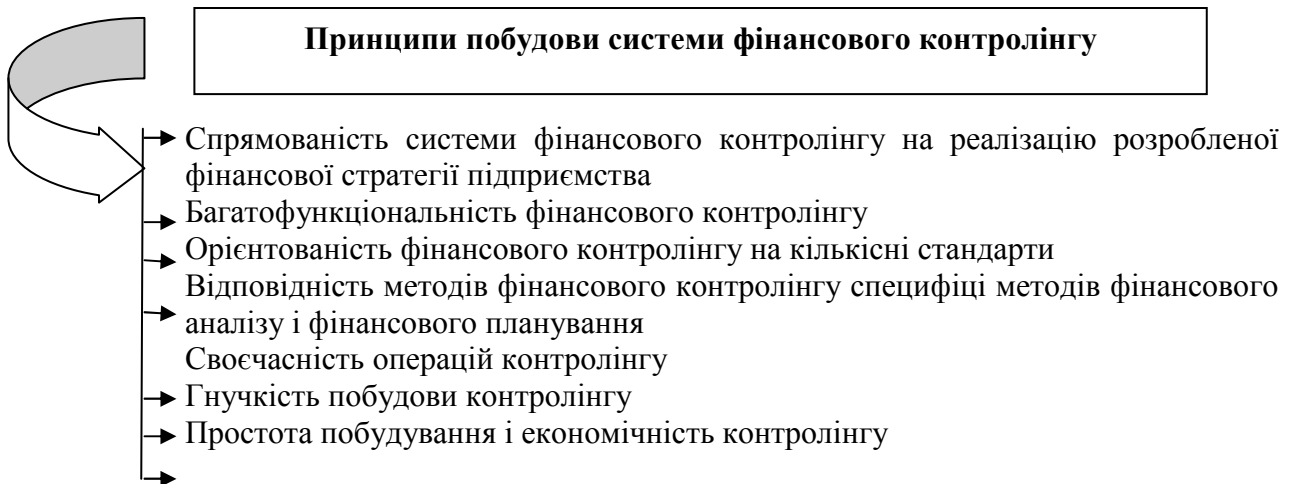 Принципи побудови системи фінансового контролінгу
Спрямованість системи фінансового контролінгу на реалізацію розробленої
фінансової стратегії підприємства
Багатофункціональність фінансового контролінгу
Орієнтованість фінансового контролінгу на кількісні стандарти
Відповідність методів фінансового контролінгу специфіці методів фінансового
аналізу і фінансового планування
Своєчасність операцій контролінгу
Гнучкість побудови контролінгу
Простота побудування і економічність контролінгу